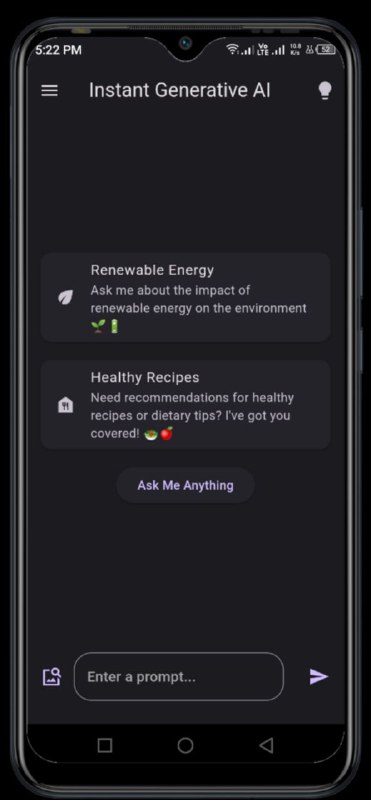 5:22 PM
Vo LTE 10.8 K/s 52
Instant Generative AI
Renewable Energy
Ask me about the impact of
renewable energy on the environment
🌱🔋
Healthy Recipes
Need recommendations for healthy
recipes or dietary tips? I've got you
covered! 🥗🍎
Ask Me Anything
Enter a prompt...